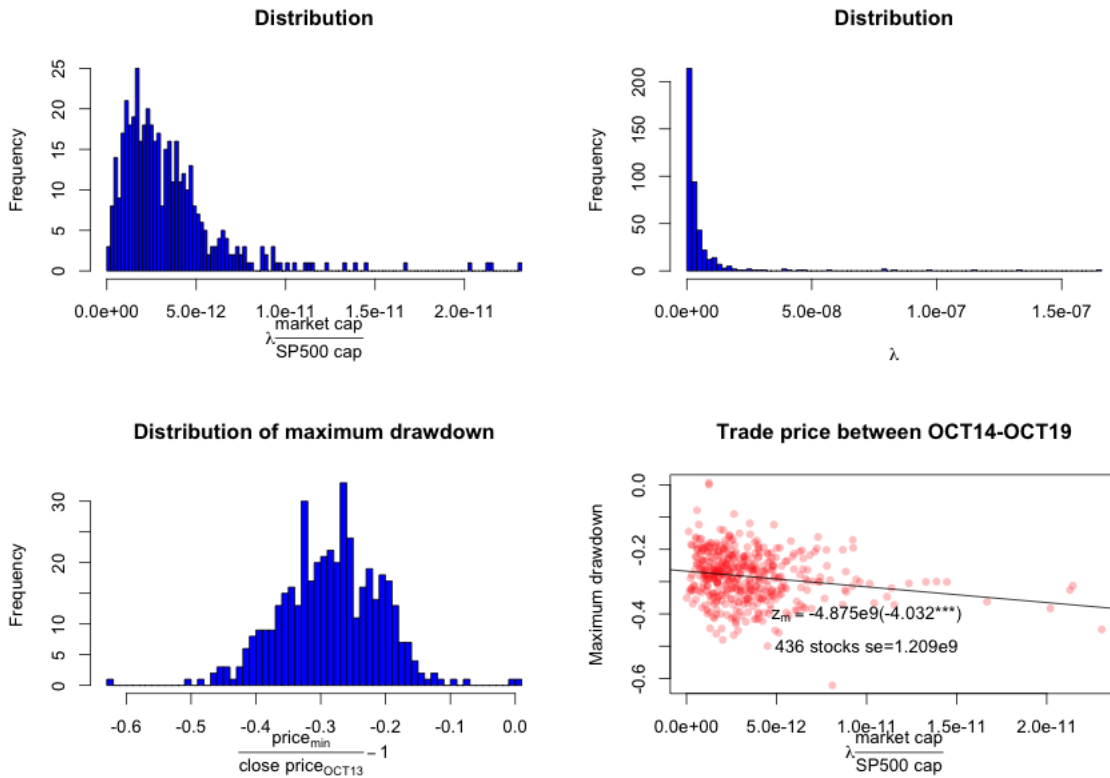 Distribution
Frequency
25
20
15
10
5
0
0.0e+00 5.0e-12 1.0e-11 1.5e-11 2.0e-11
λ market cap
SP500 cap
Distribution
Frequency
200
150
100
50
0
0.0e+00 5.0e-08 1.0e-07 1.5e-07
λ
Distribution of maximum drawdown
Frequency
30
20
10
5
0
-0.6 -0.5 -0.4 -0.3 -0.2 -0.1 0.0
price_min
close price_OCT13 −1
Trade price between OCT14-OCT19
Maximum drawdown
0.0
-0.2
-0.4
-0.6
z_m = -4.875e9(-4.032***)
436 stocks se=1.209e9
0.0e+00 5.0e-12 1.0e-11 1.5e-11 2.0e-11
λ market cap
SP500 cap